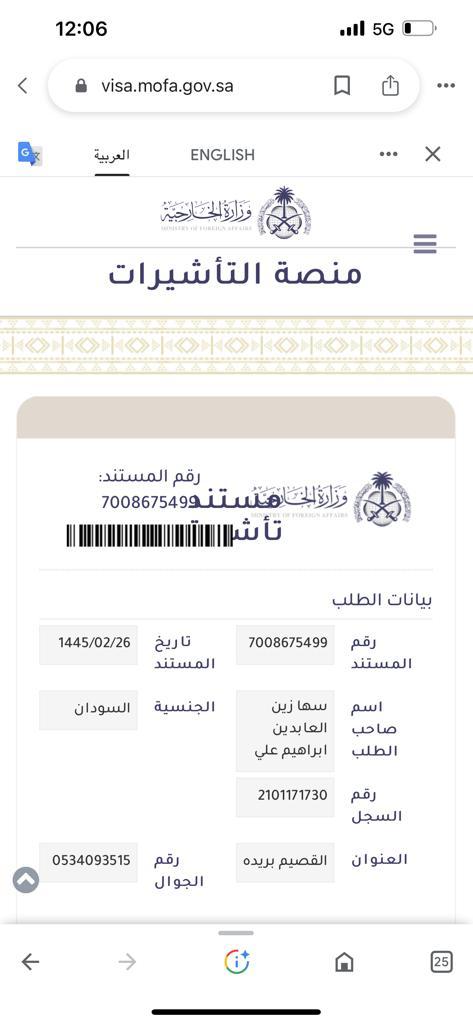 12:06
5G
visa.mofa.gov.sa
العربية
ENGLISH
وزارة الخارجية
MINISTRY OF FOREIGN AFFAIRS
منصة التأشيرات
وزارة الخارجية
MINISTRY OF FOREIGN AFFAIRS
مستند
تأشيرة
رقم المستند:
7008675499
بيانات الطلب
رقم المستند
7008675499
تاريخ المستند
1445/02/26
اسم صاحب الطلب
سها زين العابدين ابراهيم علي
الجنسية
السودان
رقم السجل
2101171730
العنوان
القصيم بريده
رقم الجوال
0534093515
25